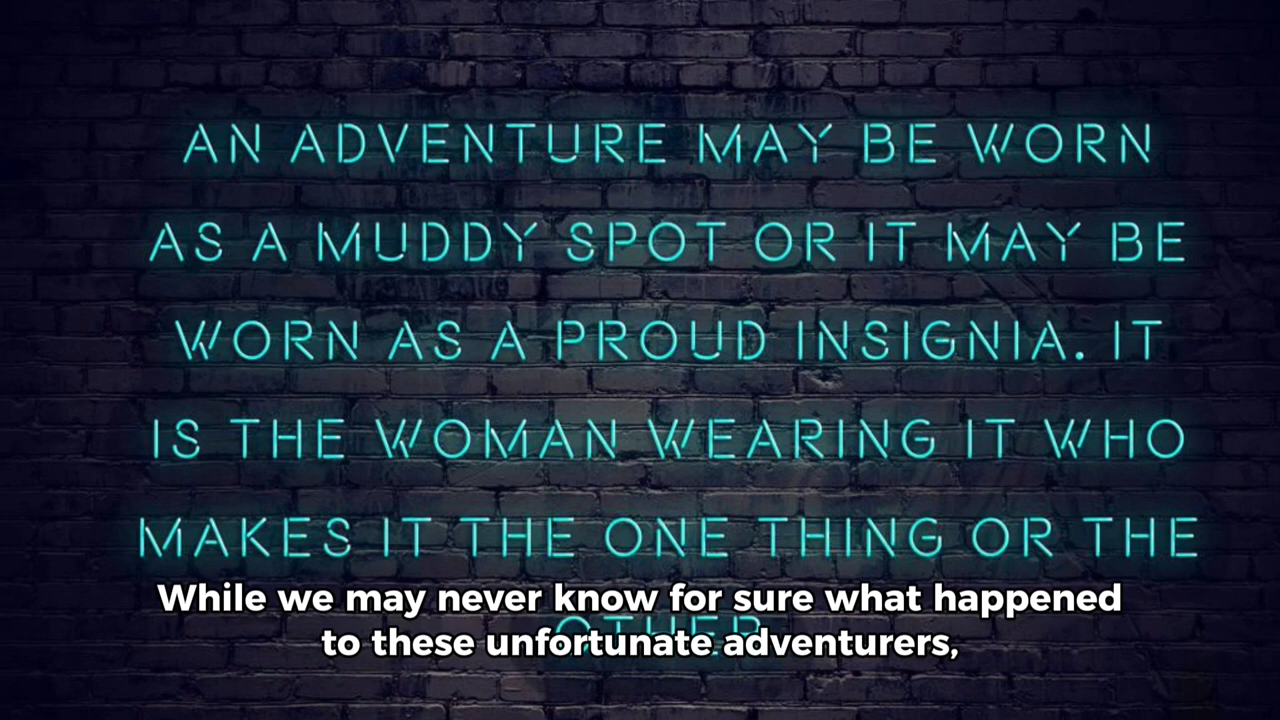 AN ADVENTURE MAY BE WORN
AS A MUDDY SPOT OR IT MAY BE
WORN AS A PROUD INSIGNIA. IT
IS THE WOMAN WEARING IT WHO
MAKES IT THE ONE THING OR THE
OTHER.
While we may never know for sure what happened
to these unfortunate adventurers,